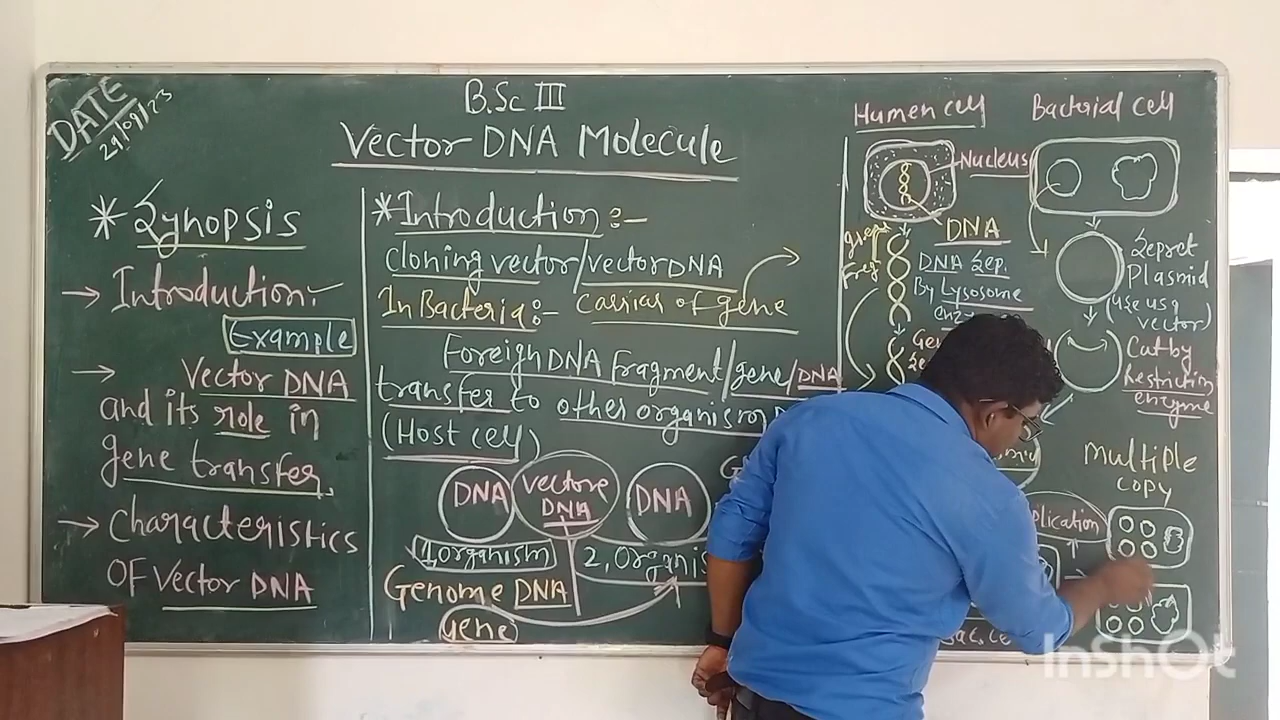 DATE
29/09/23
B.Sc III
Vector DNA Molecule
* Synopsis
→ Introduction:-
Example
→ Vector DNA
and its role in
gene transfer.
→ Characteristics
OF Vector DNA
* Introduction:-
Cloning vector/vector DNA
In Bacteria:- carriar of gene
Foreign DNA Fragment/gene/DNA
transfer to other organism
(Host cell)
DNA
vectore
DNA
DNA
1, organism
2, Organis
Genome DNA
gene
Humen cell
Bacterial cell
Nucleus
DNA
DNA Sep.
By Lysosome
Sepret
Plasmid
(use us a
vector)
Cut by
Restriction
enzyme
multiple
copy
plication
InShOt